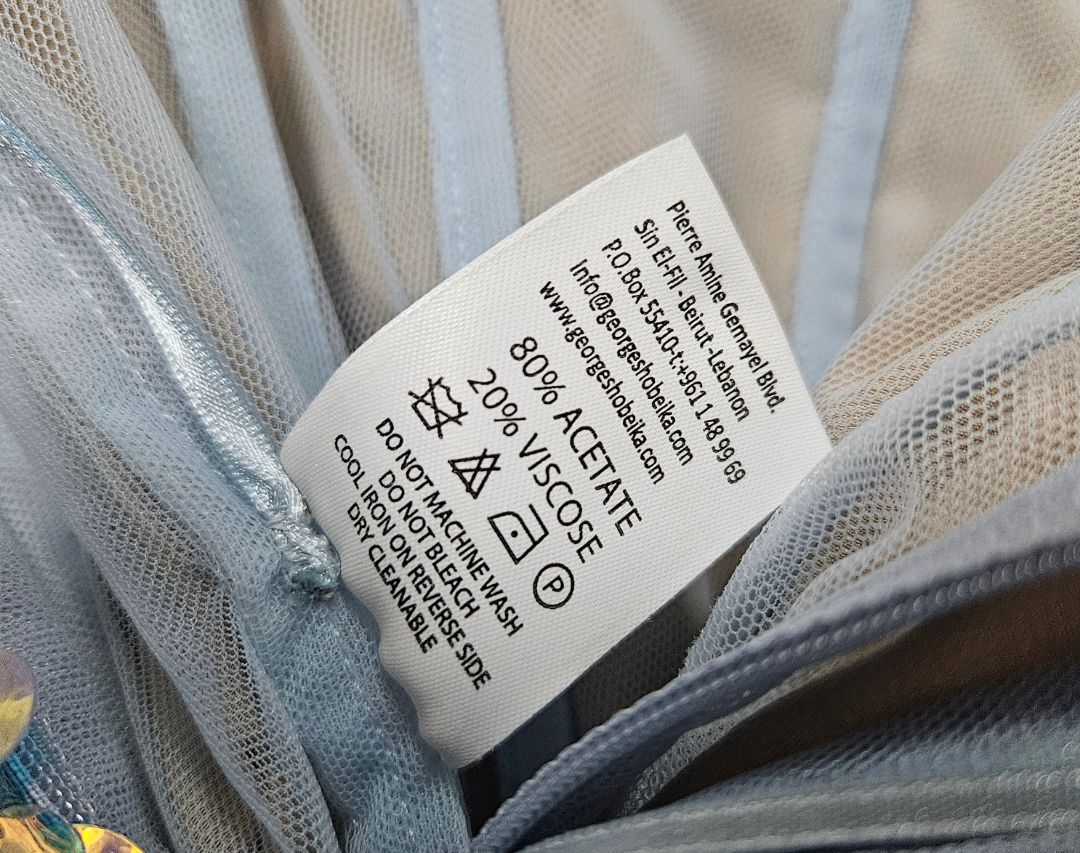 Pierre Amine Gemayel Blvd.
Sin El-Fil - Beirut -Lebanon
P.O.Box 55410-t:+961 1 48 99 69
Info@georgeshobeika.com
www.georgeshobeika.com
80% ACETATE
20% VISCOSE
P
DO NOT MACHINE WASH
DO NOT BLEACH
COOL IRON ON REVERSE SIDE
DRY CLEANABLE